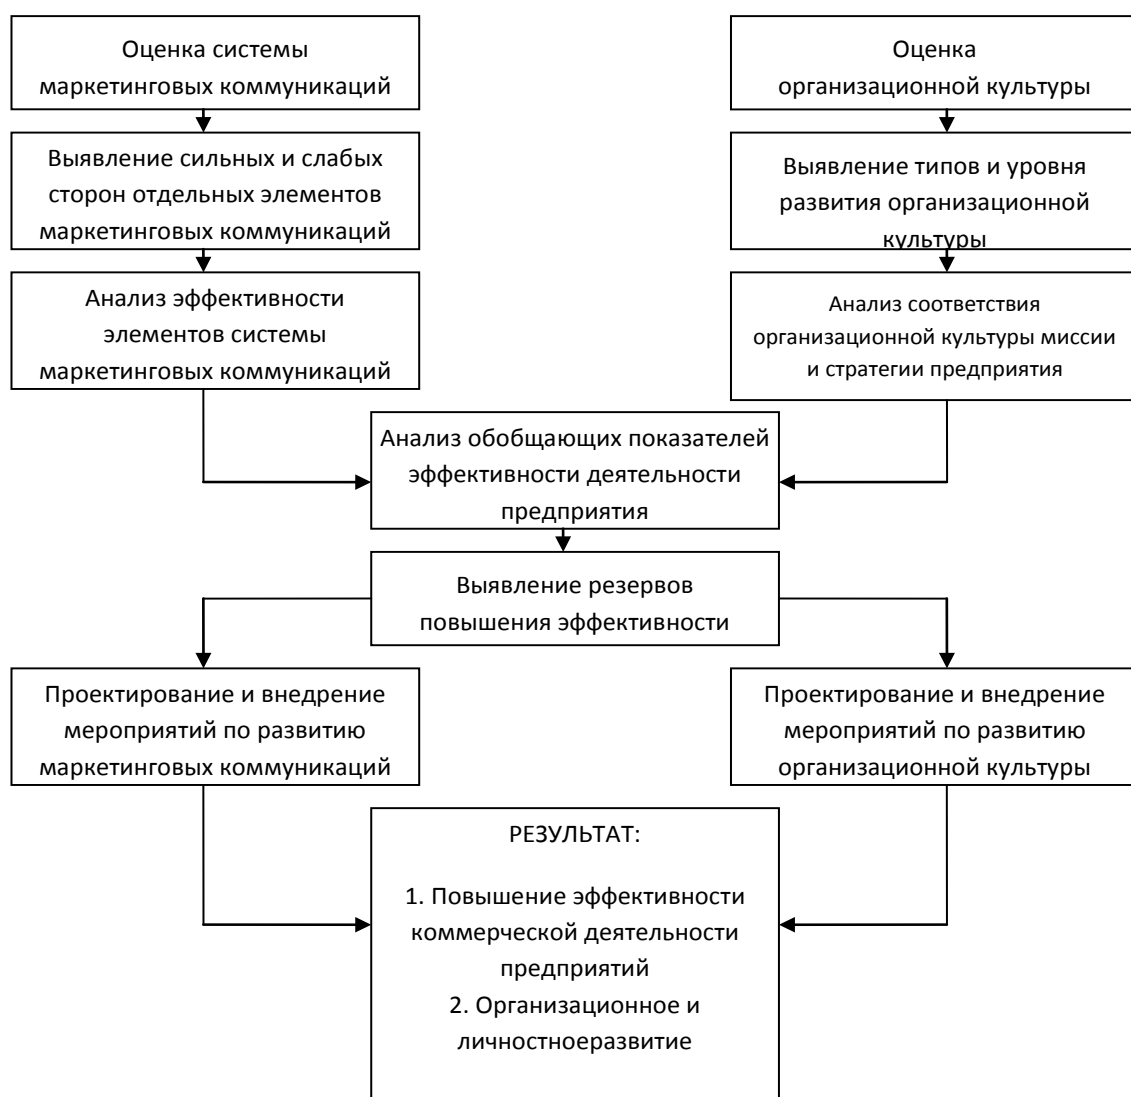 Оценка системы
маркетинговых коммуникаций
Оценка
организационной культуры
Выявление сильных и слабых
сторон отдельных элементов
маркетинговых коммуникаций
Выявление типов и уровня
развития организационной
культуры
Анализ эффективности
элементов системы
маркетинговых коммуникаций
Анализ соответствия
организационной культуры миссии
и стратегии предприятия
Анализ обобщающих показателей
эффективности деятельности
предприятия
Выявление резервов
повышения эффективности
Проектирование и внедрение
мероприятий по развитию
маркетинговых коммуникаций
Проектирование и внедрение
мероприятий по развитию
организационной культуры
РЕЗУЛЬТАТ:
1. Повышение эффективности
коммерческой деятельности
предприятий
2. Организационное и
личностноеразвитие